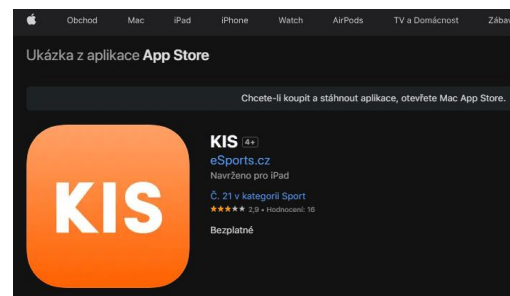 Obchod Mac iPad iPhone Watch AirPods TV a Domácnost Zábav
Ukázka z aplikace App Store
Chcete-li koupit a stáhnout aplikace, otevřete Mac App Store.
KIS
KIS 4+
eSports.cz
Navrženo pro iPad
Č. 21 v kategorii Sport
★★★★★ 2,9 • Hodnocení: 16
Bezplatné